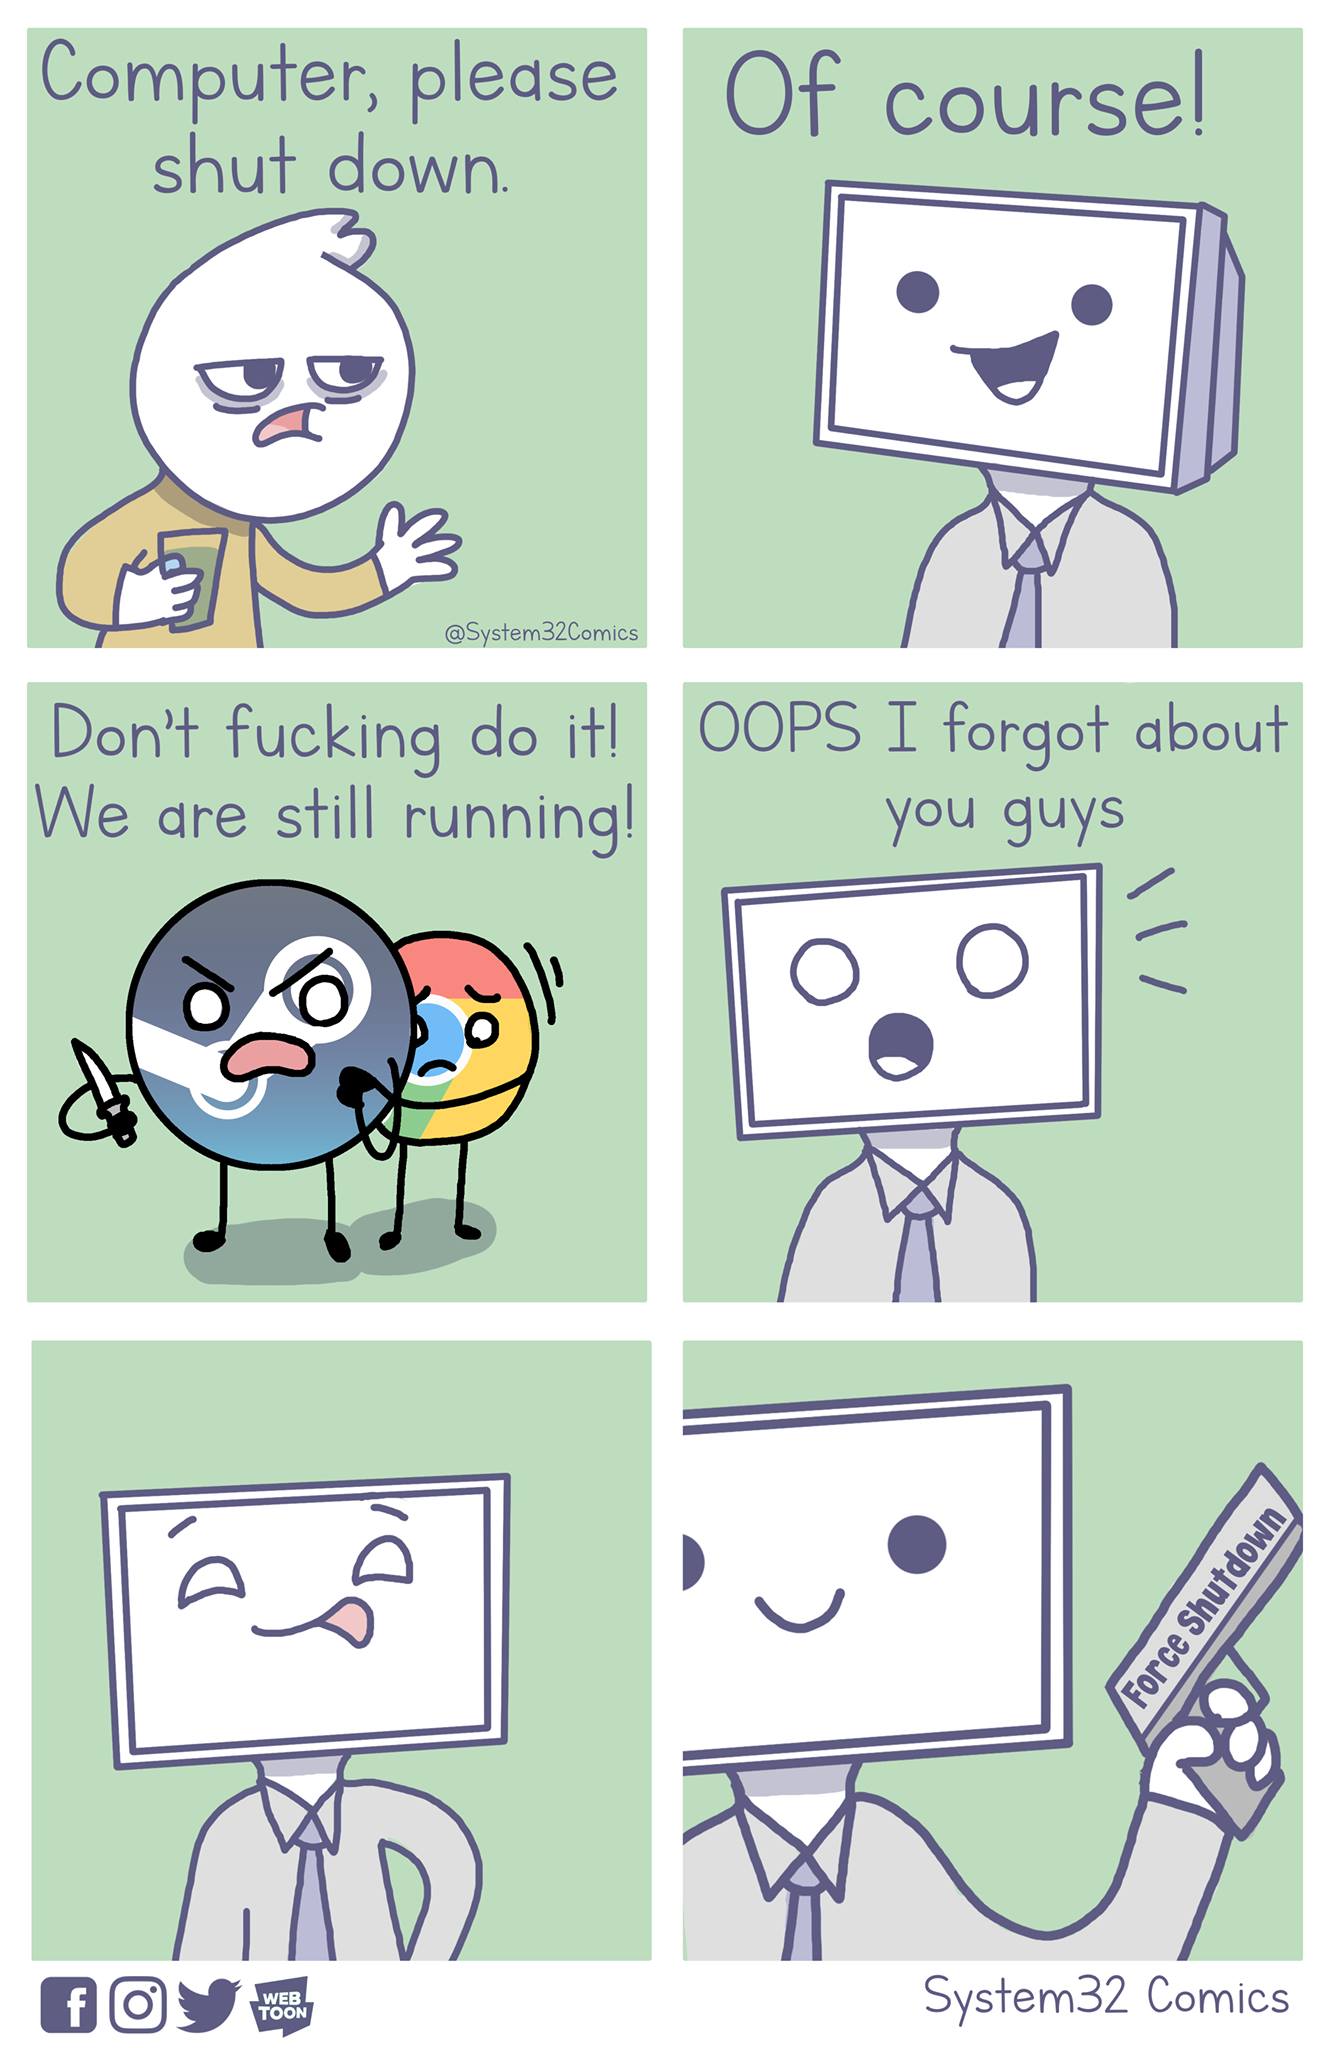 Computer, please
shut down.
@System32Comics
Of course!
Don't fucking do it!
We are still running!
OOPS I forgot about
you guys
Force Shutdown
f
WEB
TOON
System32 Comics